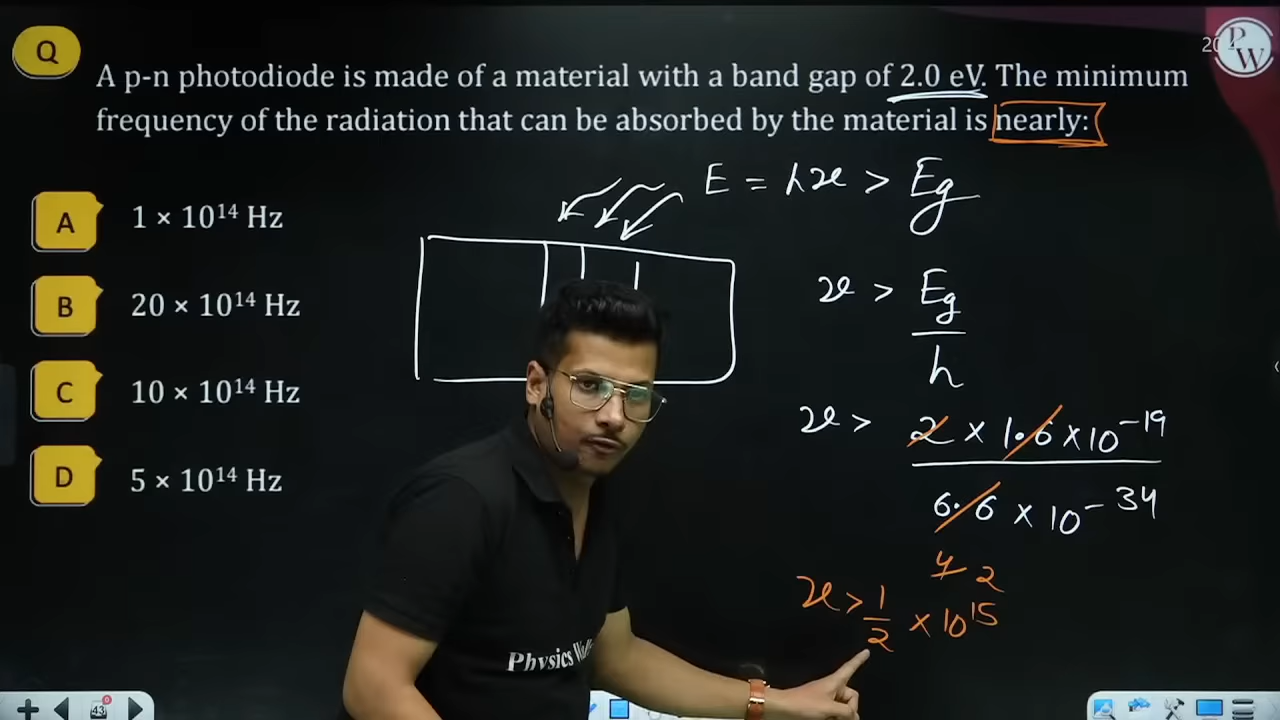 Q
A p-n photodiode is made of a material with a band gap of 2.0 eV. The minimum
frequency of the radiation that can be absorbed by the material is nearly:
PW
A 1 × 10¹⁴ Hz
B 20 × 10¹⁴ Hz
C 10 × 10¹⁴ Hz
D 5 × 10¹⁴ Hz
E = hν > Eg
ν > Eg
h
ν > 2 × 1.6 × 10⁻¹⁹
6.6 × 10⁻³⁴
4 2
ν > 1/2 × 10¹⁵
Physics
43